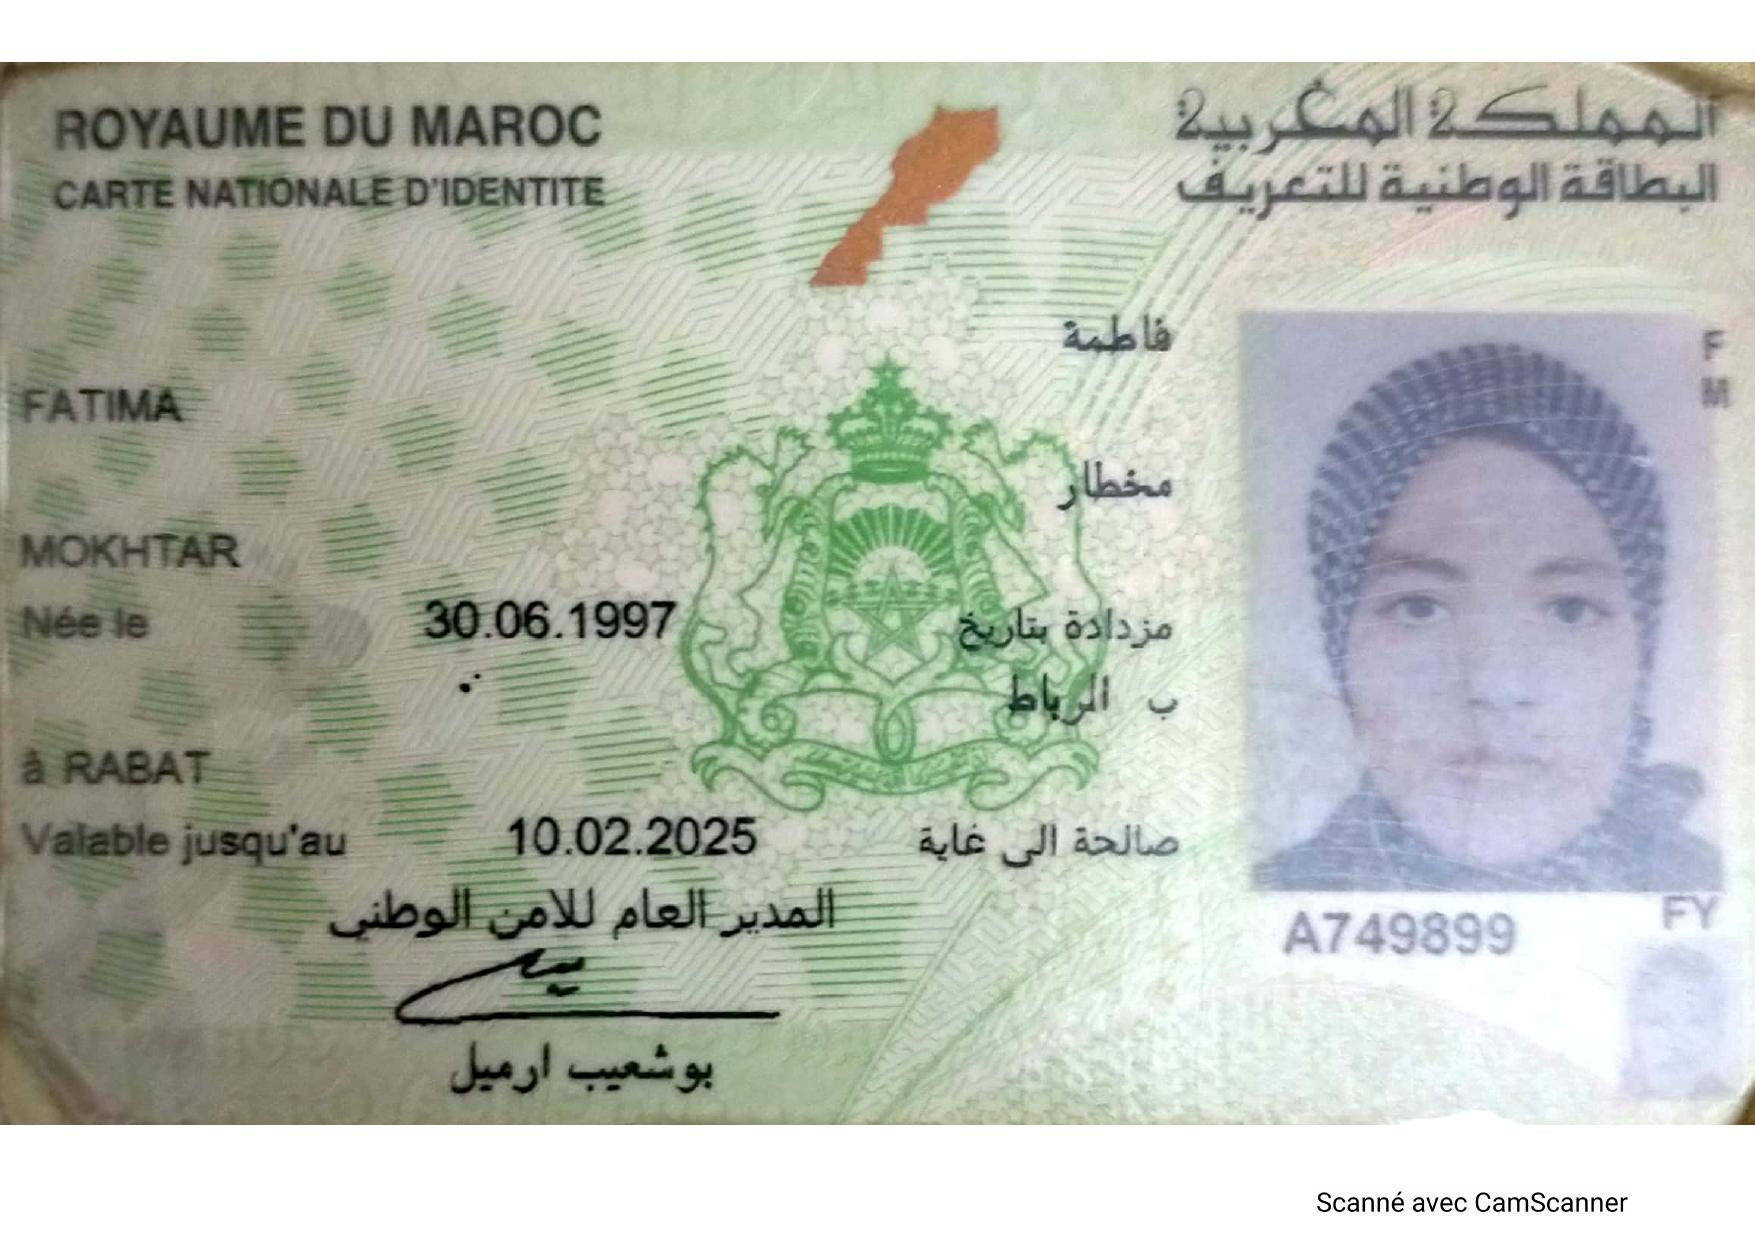 ROYAUME DU MAROC
المملكة المغربية
CARTE NATIONALE D'IDENTITE
البطاقة الوطنية للتعريف
فاطمة
FATIMA
مخطار
MOKHTAR
Née le 30.06.1997 مزدادة بتاريخ
ب الرباط
à RABAT
Valable jusqu'au 10.02.2025 صالحة الى غاية
المدير العام للامن الوطني
بوشعيب ارميل
F
M
A749899
FY
Scanné avec CamScanner